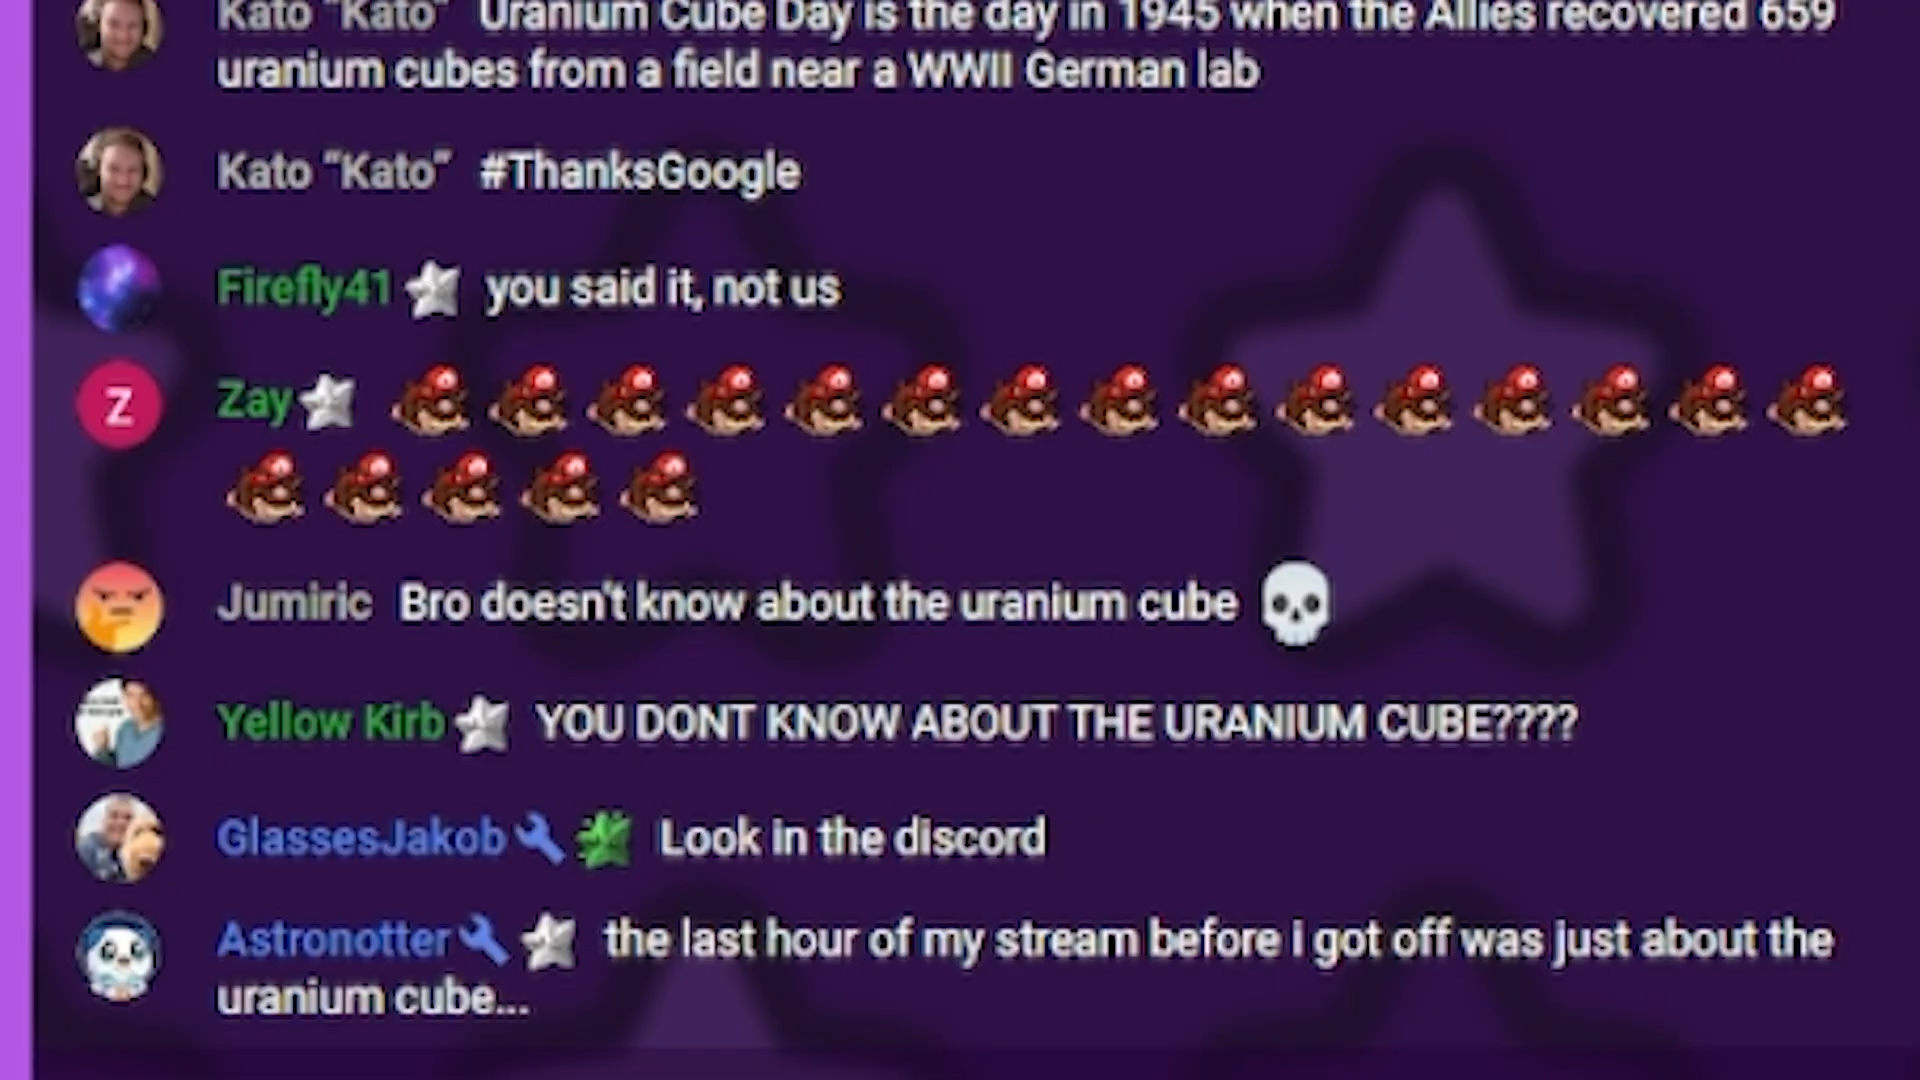 Kato “Kato” Uranium Cube Day is the day in 1945 when the Allies recovered 659
uranium cubes from a field near a WWII German lab
Kato “Kato” #ThanksGoogle
Firefly41 you said it, not us
Z Zay
Jumiric Bro doesn't know about the uranium cube
Yellow Kirb YOU DONT KNOW ABOUT THE URANIUM CUBE????
GlassesJakob Look in the discord
Astronotter the last hour of my stream before i got off was just about the
uranium cube...